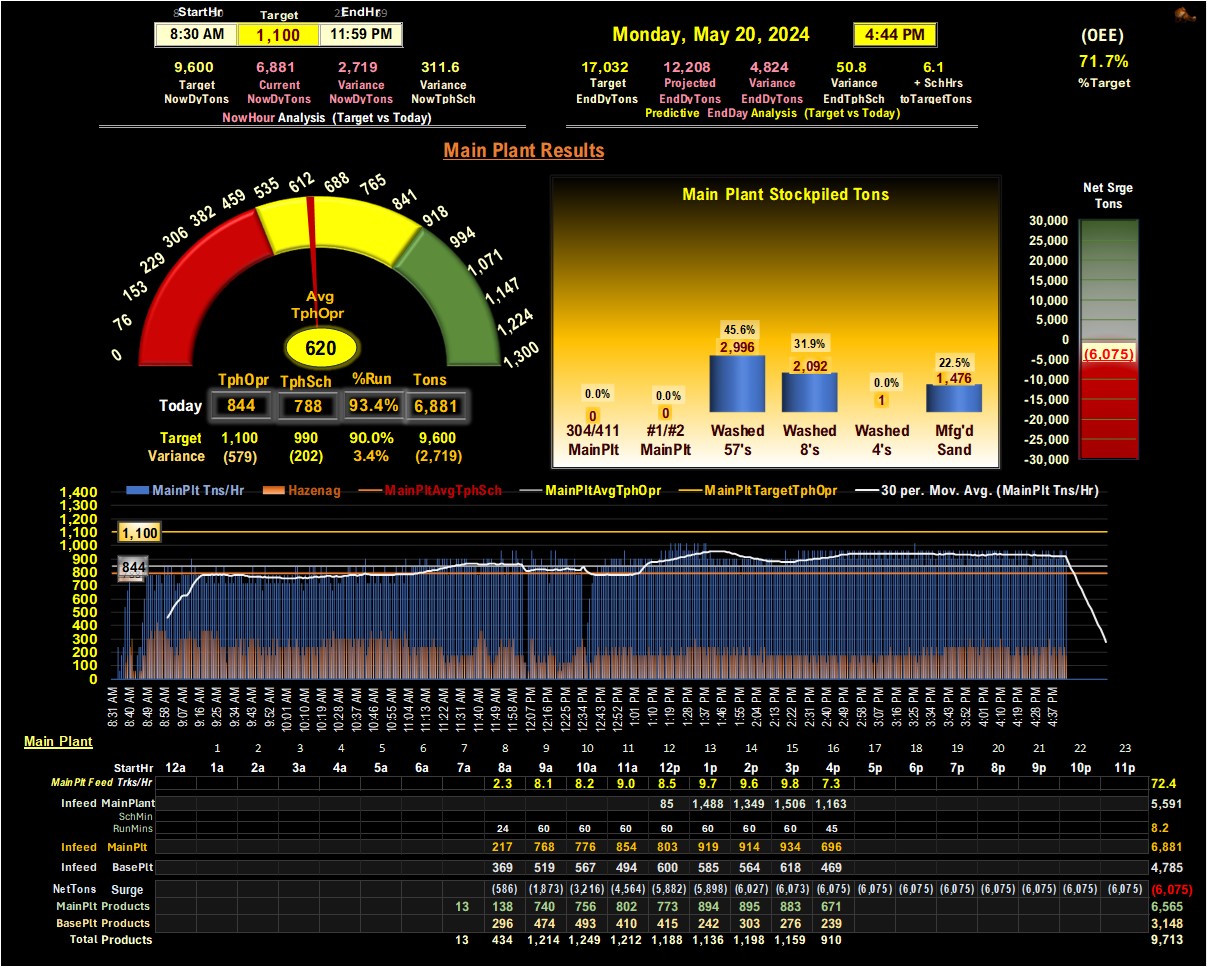 StartHr Target EndHr
8:30 AM 1,100 11:59 PM
Monday, May 20, 2024 4:44 PM
(OEE)
71.7%
%Target
9,600 6,881 2,719 311.6
Target Current Variance Variance
NowDyTons NowDyTons NowDyTons NowTphSch
NowHour Analysis (Target vs Today)
17,032 12,208 4,824 50.8 6.1
Target Projected Variance Variance + SchHrs
EndDyTons EndDyTons EndDyTons EndTphSch toTargetTons
Predictive EndDay Analysis (Target vs Today)
Main Plant Results
0 76 153 229 306 382 459 535 612 688 765 841 918 994 1,071 1,147 1,224 1,300
Avg
TphOpr
620
TphOpr TphSch %Run Tons
Today 844 788 93.4% 6,881
Target 1,100 990 90.0% 9,600
Variance (579) (202) 3.4% (2,719)
Main Plant Stockpiled Tons
0.0% 0.0% 45.6% 31.9% 0.0% 22.5%
0 0 2,996 2,092 1 1,476
304/411 #1/#2 Washed Washed Washed Mfg'd
MainPlt MainPlt 57's 8's 4's Sand
Net Srge
Tons
30,000
25,000
20,000
15,000
10,000
5,000
0
(6,075)
-5,000
-10,000
-15,000
-20,000
-25,000
-30,000
MainPlt Tns/Hr Hazenag MainPltAvgTphSch MainPltAvgTphOpr MainPltTargetTphOpr 30 per. Mov. Avg. (MainPlt Tns/Hr)
1,400
1,300
1,200
1,100
1,000
900
800
700
600
500
400
300
200
100
0
1,100
844
8:31 AM 8:40 AM 8:49 AM 8:58 AM 9:07 AM 9:16 AM 9:25 AM 9:34 AM 9:43 AM 9:52 AM 10:01 AM 10:10 AM 10:19 AM 10:28 AM 10:37 AM 10:46 AM 10:55 AM 11:04 AM 11:13 AM 11:22 AM 11:31 AM 11:40 AM 11:49 AM 11:58 AM 12:07 PM 12:16 PM 12:25 PM 12:34 PM 12:43 PM 12:52 PM 1:01 PM 1:10 PM 1:19 PM 1:28 PM 1:37 PM 1:46 PM 1:55 PM 2:04 PM 2:13 PM 2:22 PM 2:31 PM 2:40 PM 2:49 PM 2:58 PM 3:07 PM 3:16 PM 3:25 PM 3:34 PM 3:43 PM 3:52 PM 4:01 PM 4:10 PM 4:19 PM 4:28 PM 4:37 PM
Main Plant
1 2 3 4 5 6 7 8 9 10 11 12 13 14 15 16 17 18 19 20 21 22 23
StartHr 12a 1a 2a 3a 4a 5a 6a 7a 8a 9a 10a 11a 12p 1p 2p 3p 4p 5p 6p 7p 8p 9p 10p 11p
MainPlt Feed Trks/Hr 2.3 8.1 8.2 9.0 8.5 9.7 9.6 9.8 7.3 72.4
Infeed MainPlant 85 1,488 1,349 1,506 1,163 5,591
SchMin
RunMins 24 60 60 60 60 60 60 60 45 8.2
Infeed MainPlt 217 768 776 854 803 919 914 934 696 6,881
Infeed BasePlt 369 519 567 494 600 585 564 618 469 4,785
NetTons Surge (586) (1,873) (3,216) (4,564) (5,882) (5,898) (6,027) (6,073) (6,075) (6,075) (6,075) (6,075) (6,075) (6,075) (6,075) (6,075) (6,075)
MainPlt Products 13 138 740 756 802 773 894 895 883 671 6,565
BasePlt Products 296 474 493 410 415 242 303 276 239 3,148
Total Products 13 434 1,214 1,249 1,212 1,188 1,136 1,198 1,159 910 9,713